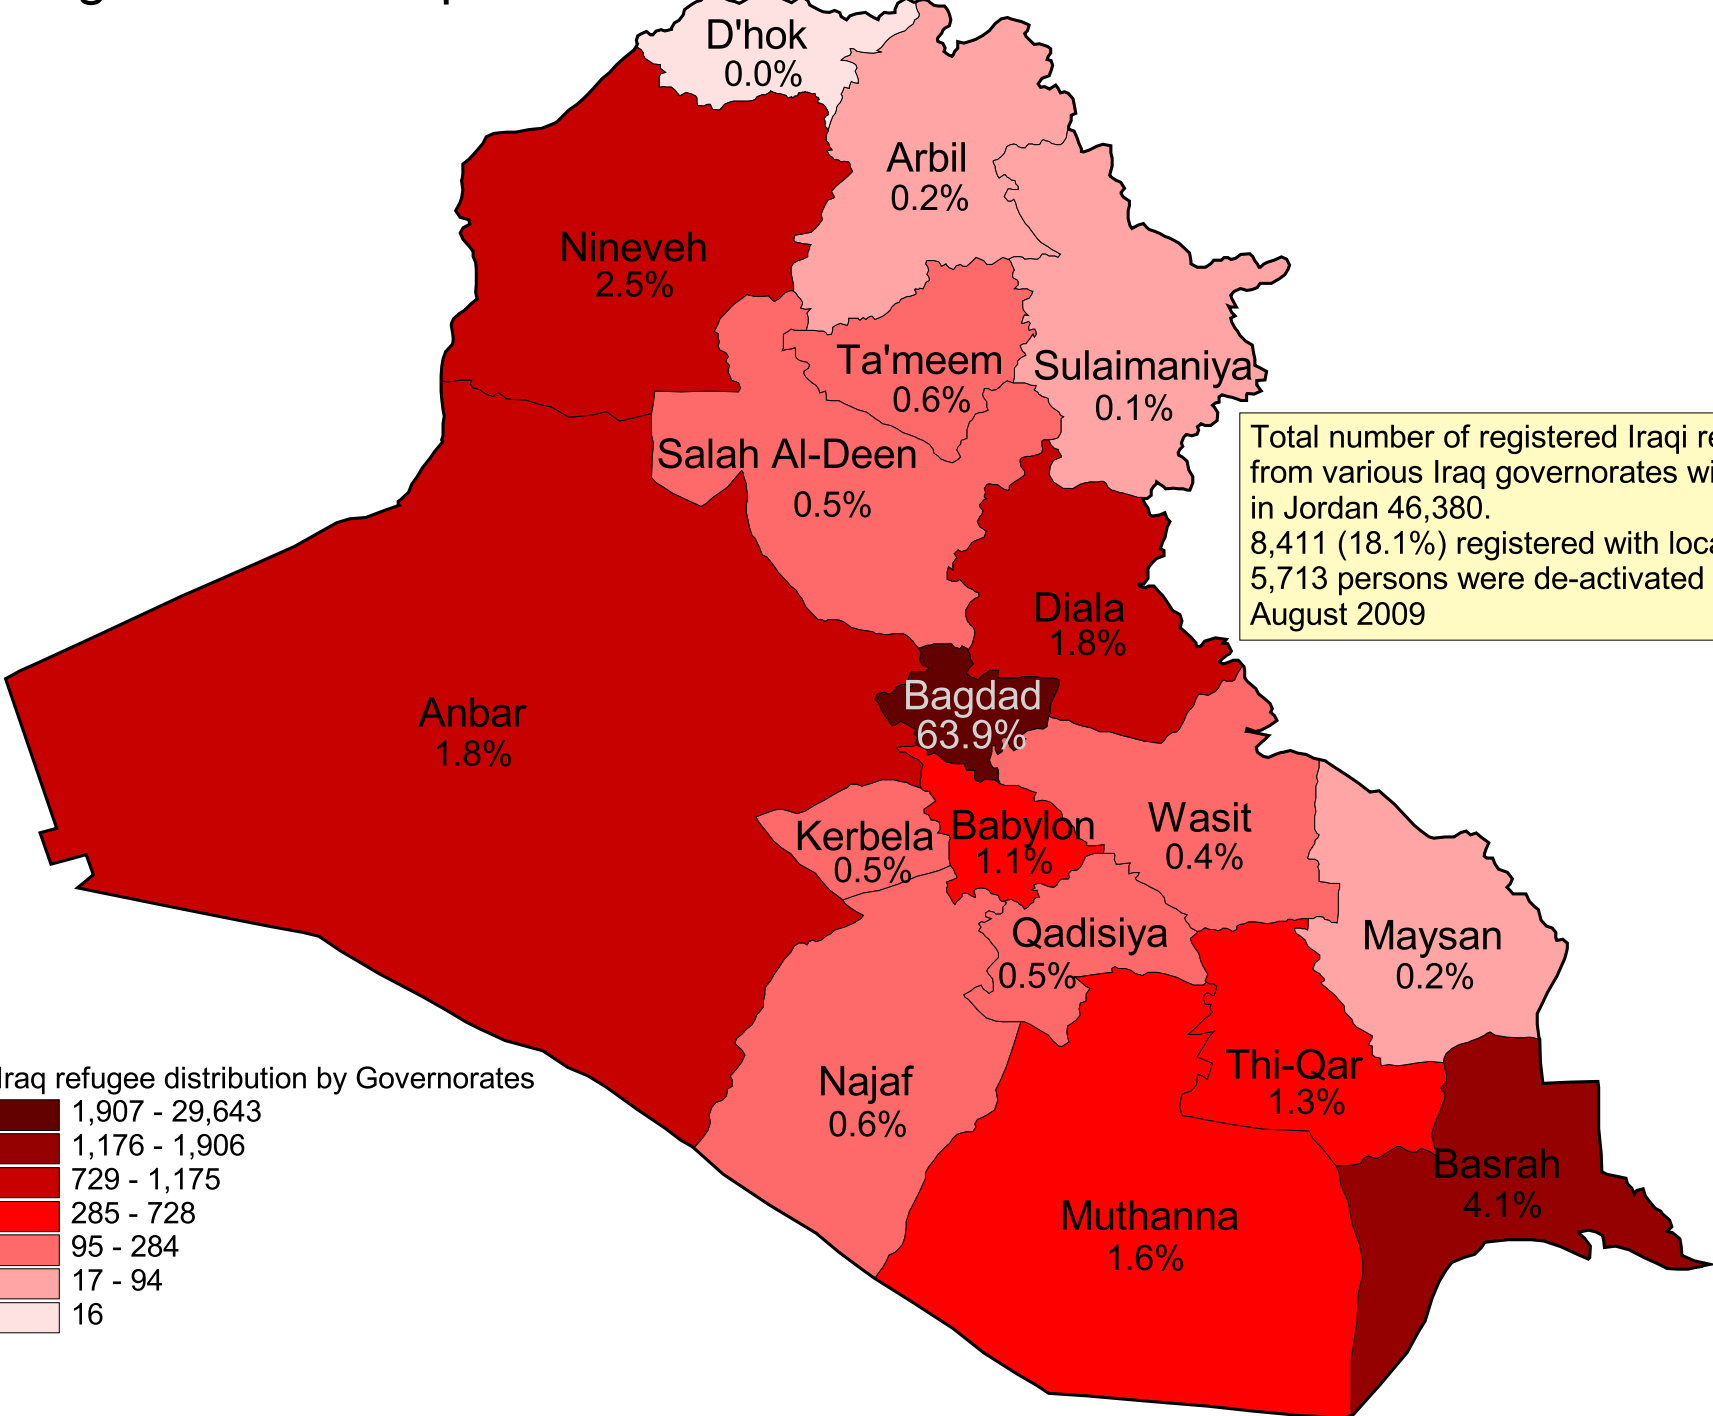 D'hok
0.0%
Arbil
0.2%
Nineveh
2.5%
Ta'meem
0.6%
Sulaimaniya
0.1%
Salah Al-Deen
0.5%
Total number of registered Iraqi
from various Iraq governorates
in Jordan 46,380.
8,411 (18.1%) registered with
5,713 persons were de-activated
August 2009
Diala
1.8%
Bagdad
63.9%
Anbar
1.8%
Kerbela
0.5%
Babylon
1.1%
Wasit
0.4%
Qadisiya
0.5%
Maysan
0.2%
Najaf
0.6%
Thi-Qar
1.3%
Muthanna
1.6%
Basrah
4.1%
Iraq refugee distribution by Governorates
1,907 - 29,643
1,176 - 1,906
729 - 1,175
285 - 728
95 - 284
17 - 94
16